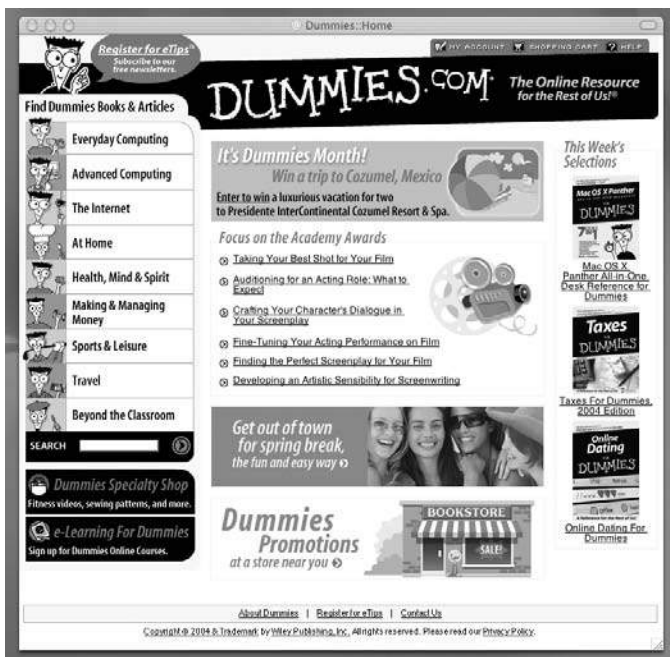 Dummies::Home
Register for eTips
Subscribe to our
free newsletters.
MY ACCOUNT SHOPPING CART ? HELP
DUMMIES.COM
The Online Resource
for the Rest of Us!®
Find Dummies Books & Articles
Everyday Computing
Advanced Computing
The Internet
At Home
Health, Mind & Spirit
Making & Managing
Money
Sports & Leisure
Travel
Beyond the Classroom
SEARCH
Dummies Specialty Shop
Fitness videos, sewing patterns, and more.
e-Learning For Dummies
Sign up for Dummies Online Courses.
It's Dummies Month!
Win a trip to Cozumel, Mexico
Enter to win a luxurious vacation for two
to Presidente InterContinental Cozumel Resort & Spa.
Focus on the Academy Awards
Taking Your Best Shot for Your Film
Auditioning for an Acting Role: What to
Expect
Crafting Your Character's Dialogue in
Your Screenplay
Fine-Tuning Your Acting Performance on Film
Finding the Perfect Screenplay for Your Film
Developing an Artistic Sensibility for Screenwriting
Get out of town
for spring break,
the fun and easy way
Dummies
Promotions
at a store near you
BOOKSTORE
SALE!
This Week's
Selections
Mac OS X Panther
DUMMIES
Mac OS X
Panther All-in-One
Desk Reference for
Dummies
Taxes
DUMMIES
Taxes For Dummies,
2004 Edition
Online
Dating
DUMMIES
Online Dating For
Dummies
About Dummies | Register for eTips | Contact Us
Copyright © 2004 & Trademark by Wiley Publishing, Inc. All rights reserved. Please read our Privacy Policy.